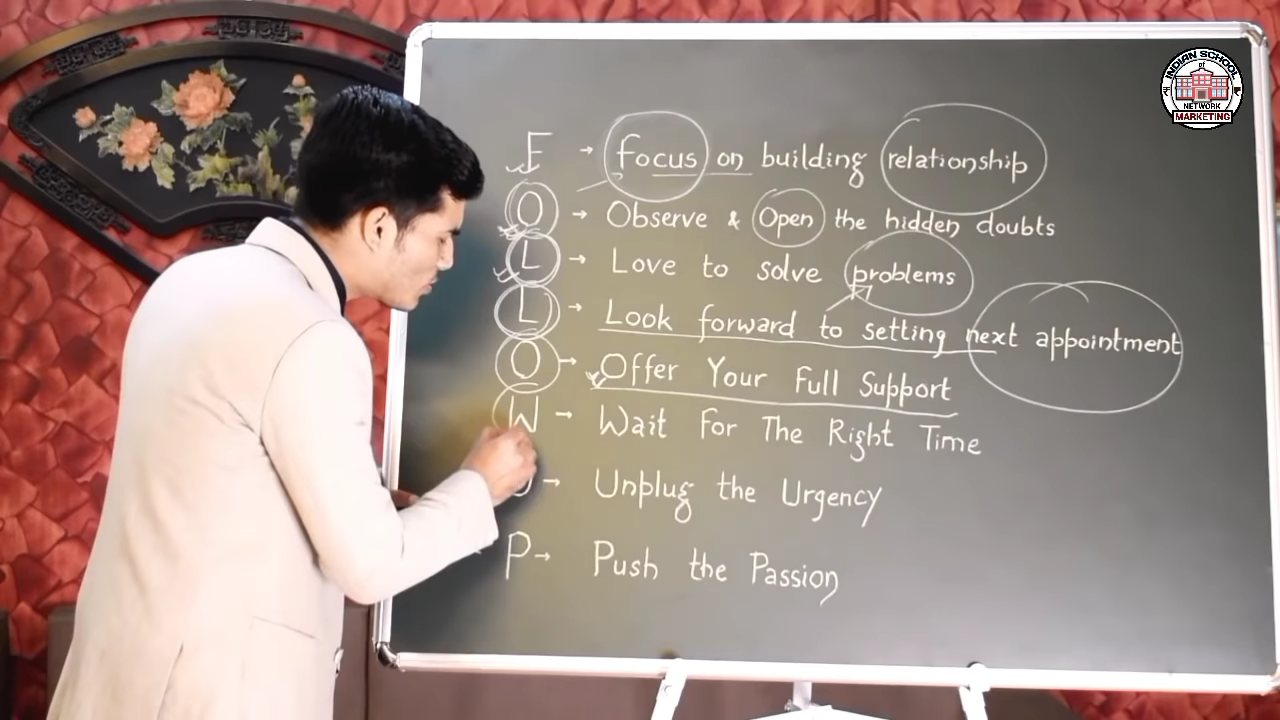 INDIAN SCHOOL
of
NETWORK
MARKETING
F → focus on building relationship
O → Observe & Open the hidden doubts
L → Love to solve problems
L → Look forward to setting next appointment
O → Offer Your Full Support
W → Wait For The Right Time
U → Unplug the Urgency
P → Push the Passion